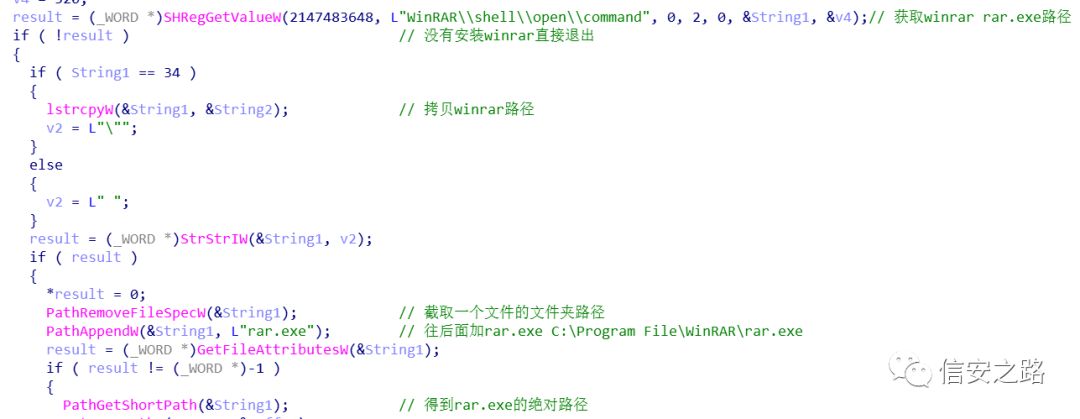 result = (_WORD *)SHRegGetValueW(2147483648, L"WinRAR\\shell\\open\\command", 0, 2, 0, &String1, &v4);// 获取winrar rar.exe路径
if ( !result ) // 没有安装winrar直接退出
{
if ( String1 == 34 )
{
lstrcpyW(&String1, &String2); // 拷贝winrar路径
v2 = L"\"";
}
else
{
v2 = L" ";
}
result = (_WORD *)StrStrIW(&String1, v2);
if ( result )
{
*result = 0;
PathRemoveFileSpecW(&String1); // 截取一个文件的文件夹路径
PathAppendW(&String1, L"rar.exe"); // 往后面加rar.exe C:\Program File\WinRAR\rar.exe
result = (_WORD *)GetFileAttributesW(&String1);
if ( result != (_WORD *)-1 )
{
PathGetShortPath(&String1); // 得到rar.exe的绝对路径
信安之路